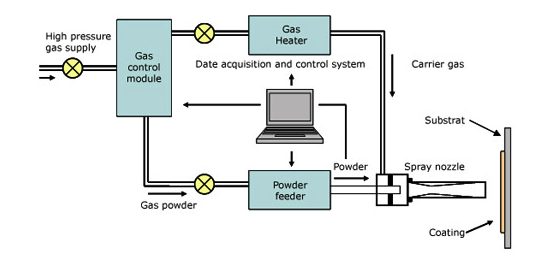 High pressure
gas supply
Gas
control
module
Gas
Heater
Date acquisition and control system
Carrier gas
Substrat
Powder
Spray nozzle
Powder
feeder
Gas powder
Coating